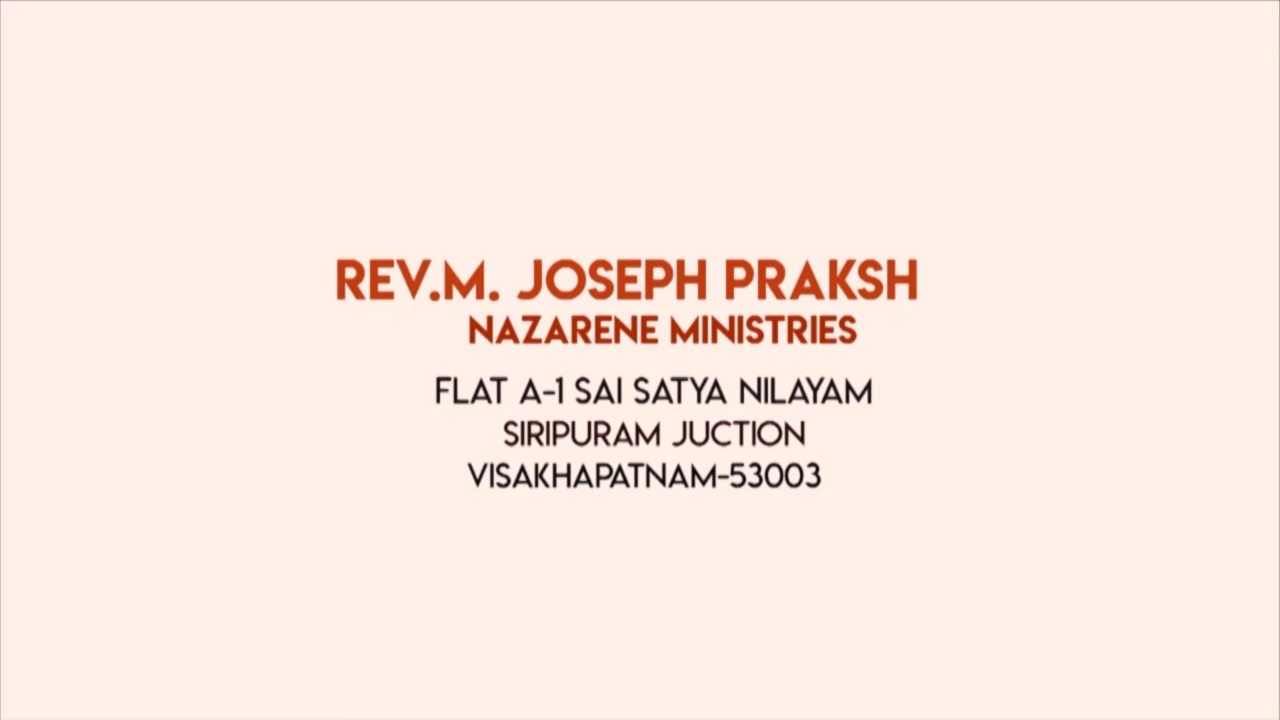 REV.M. JOSEPH PRAKSH
NAZARENE MINISTRIES
FLAT A-1 SAI SATYA NILAYAM
SIRIPURAM JUCTION
VISAKHAPATNAM-53003